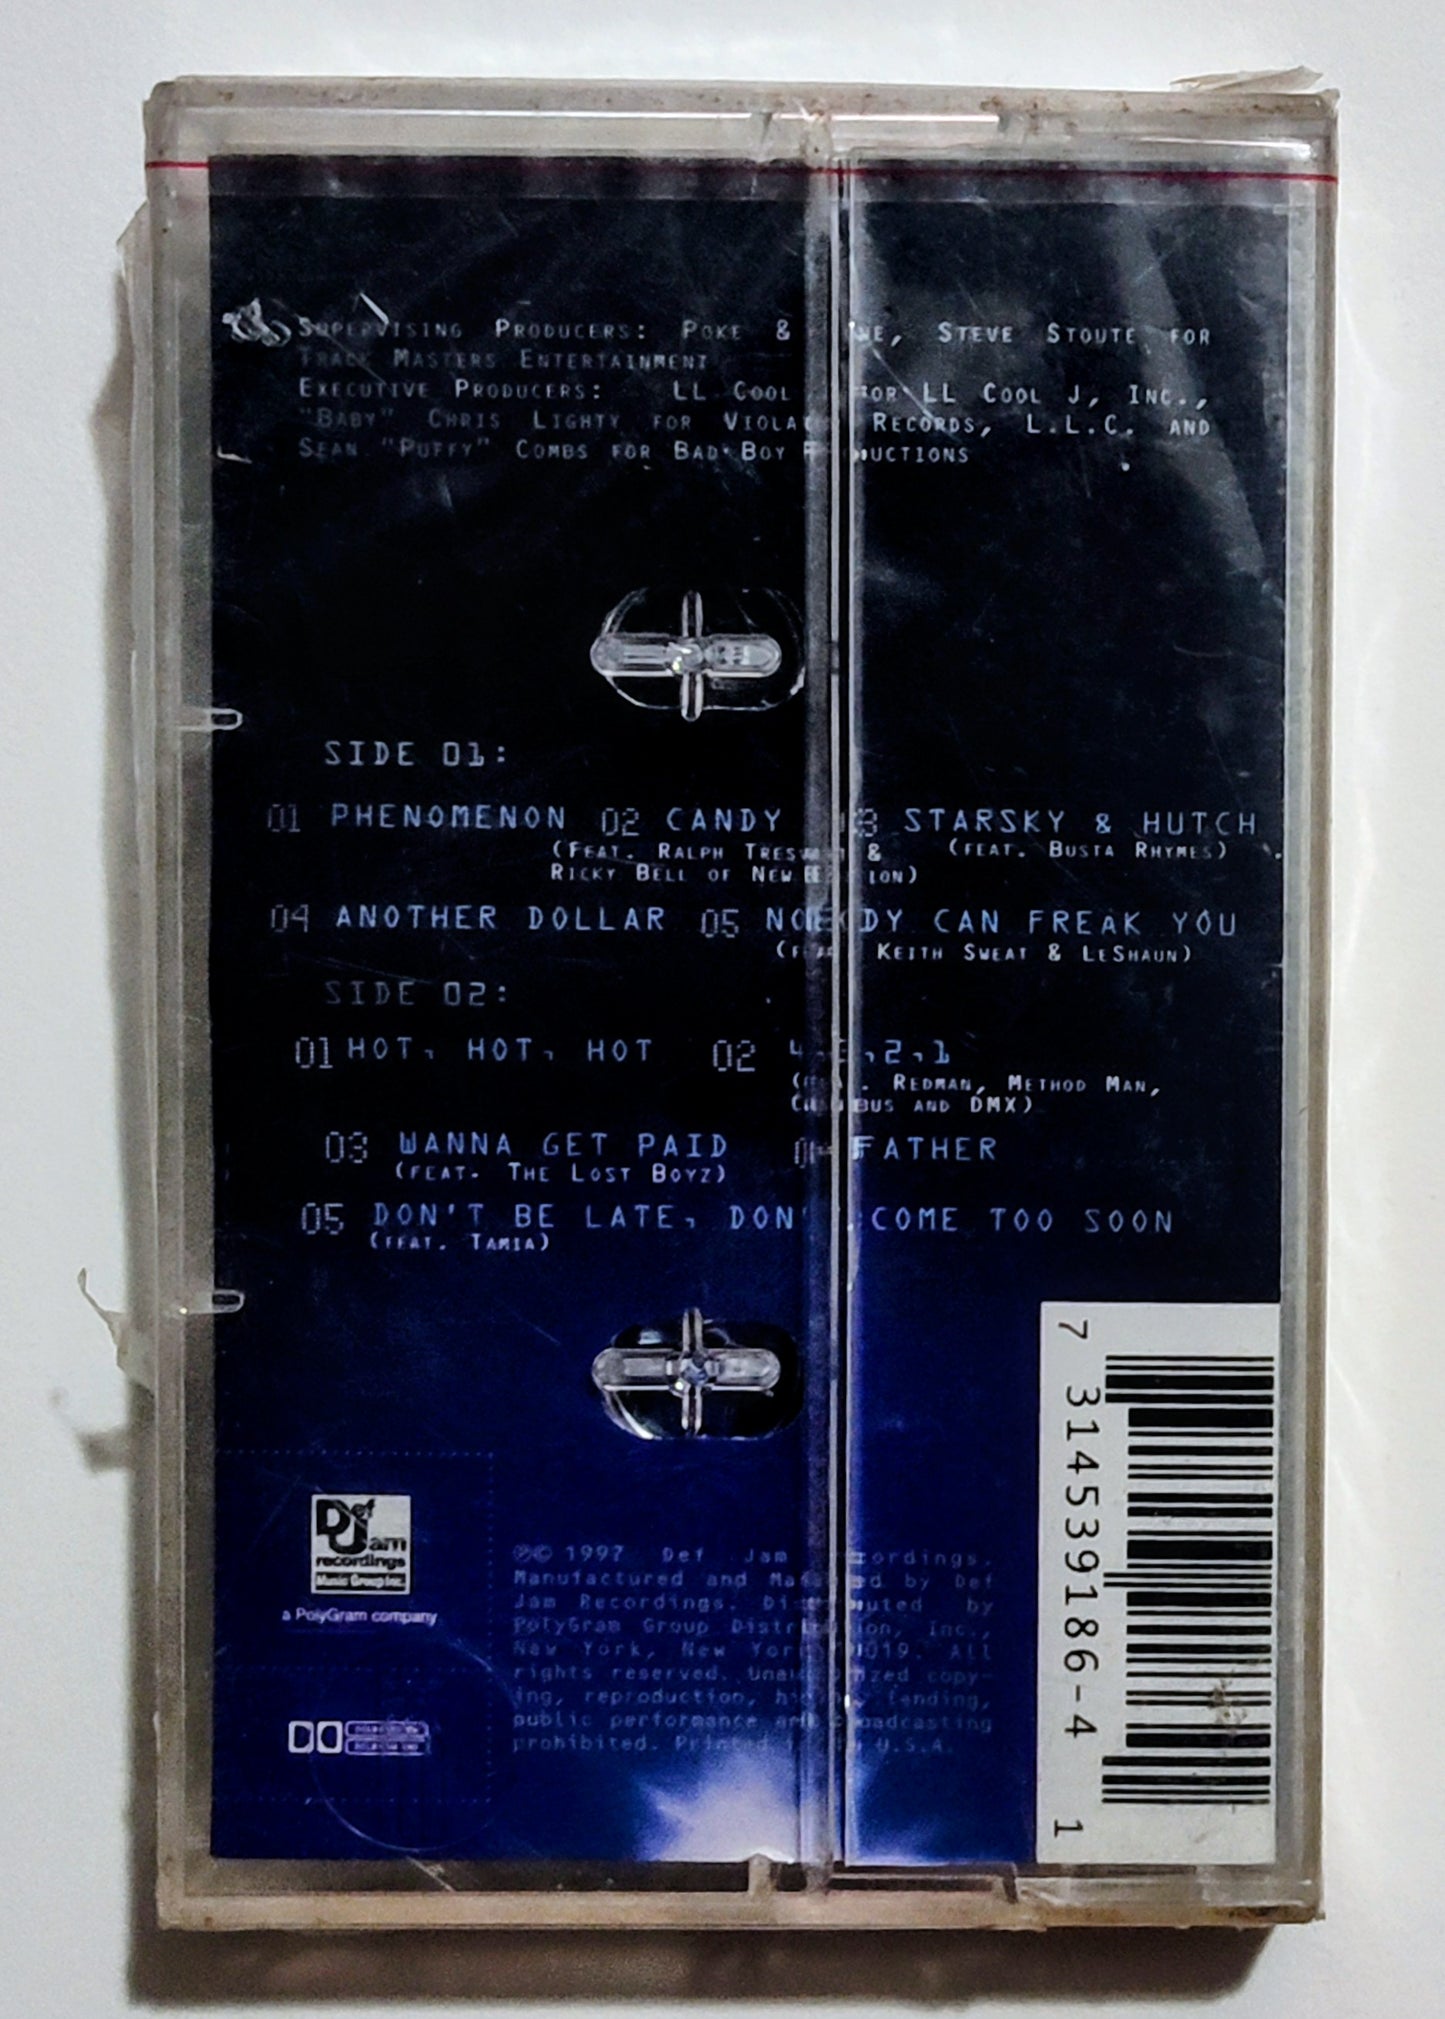 SUPERVISING PRODUCERS: POKE & STEVE STOUTE FOR
TRACK MASTERS ENTERTAINMENT
EXECUTIVE PRODUCERS: LL COOL FOR LL COOL J, INC.,
"BABY" CHRIS LIGHTY FOR VIOLATOR RECORDS, L.L.C. AND
SEAN "PUFFY" COMBS FOR BAD BOY PRODUCTIONS
SIDE 01:
01 PHENOMENON 02 CANDY 03 STARSKY & HUTCH
(FEAT. RALPH TRESVANT & (FEAT. BUSTA RHYMES)
RICKY BELL OF NEW EDITION)
04 ANOTHER DOLLAR 05 NOBODY CAN FREAK YOU
(FEAT. KEITH SWEAT & LESHAUN)
SIDE 02:
01 HOT, HOT, HOT 02 4,3,2,1
(FEAT. REDMAN, METHOD MAN,
CANIBUS AND DMX)
03 WANNA GET PAID 04 FATHER
(FEAT. THE LOST BOYZ)
05 DON'T BE LATE, DON'T COME TOO SOON
(FEAT. TAMIA)
Def Jam
recordings
Music Group Inc.
a PolyGram company
℗© 1997 Def Jam Recordings.
Manufactured and Marketed by Def
Jam Recordings. Distributed by
PolyGram Group Distribution, Inc.,
New York, New York 10019. All
rights reserved. Unauthorized copy-
ing, reproduction, hiring, lending,
public performance and broadcasting
prohibited. Printed in the U.S.A.
7 31453 9186-4 1